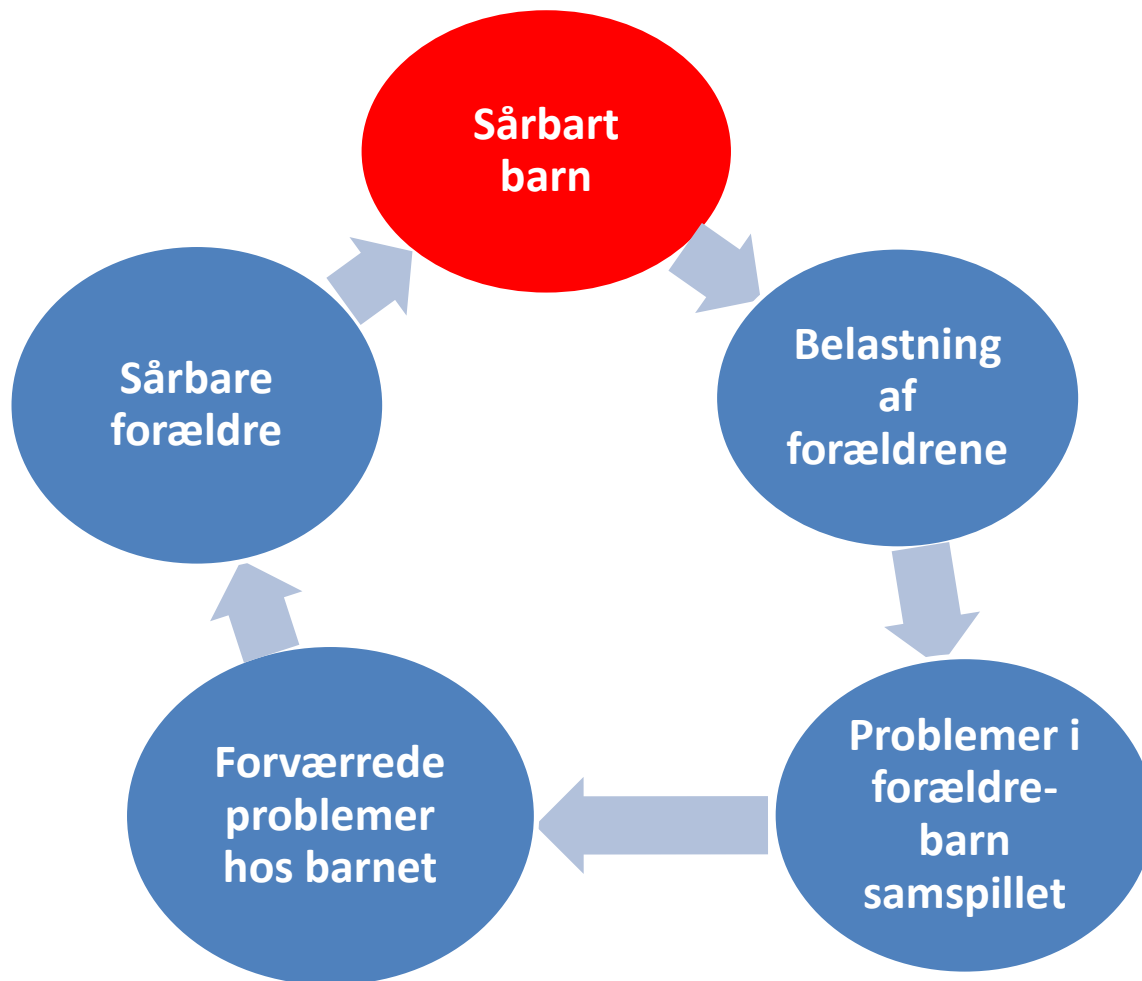 Sårbart
barn
Belastning
af
forældrene
Problemer i
forældre-
barn
samspillet
Forværrede
problemer
hos barnet
Sårbare
forældre